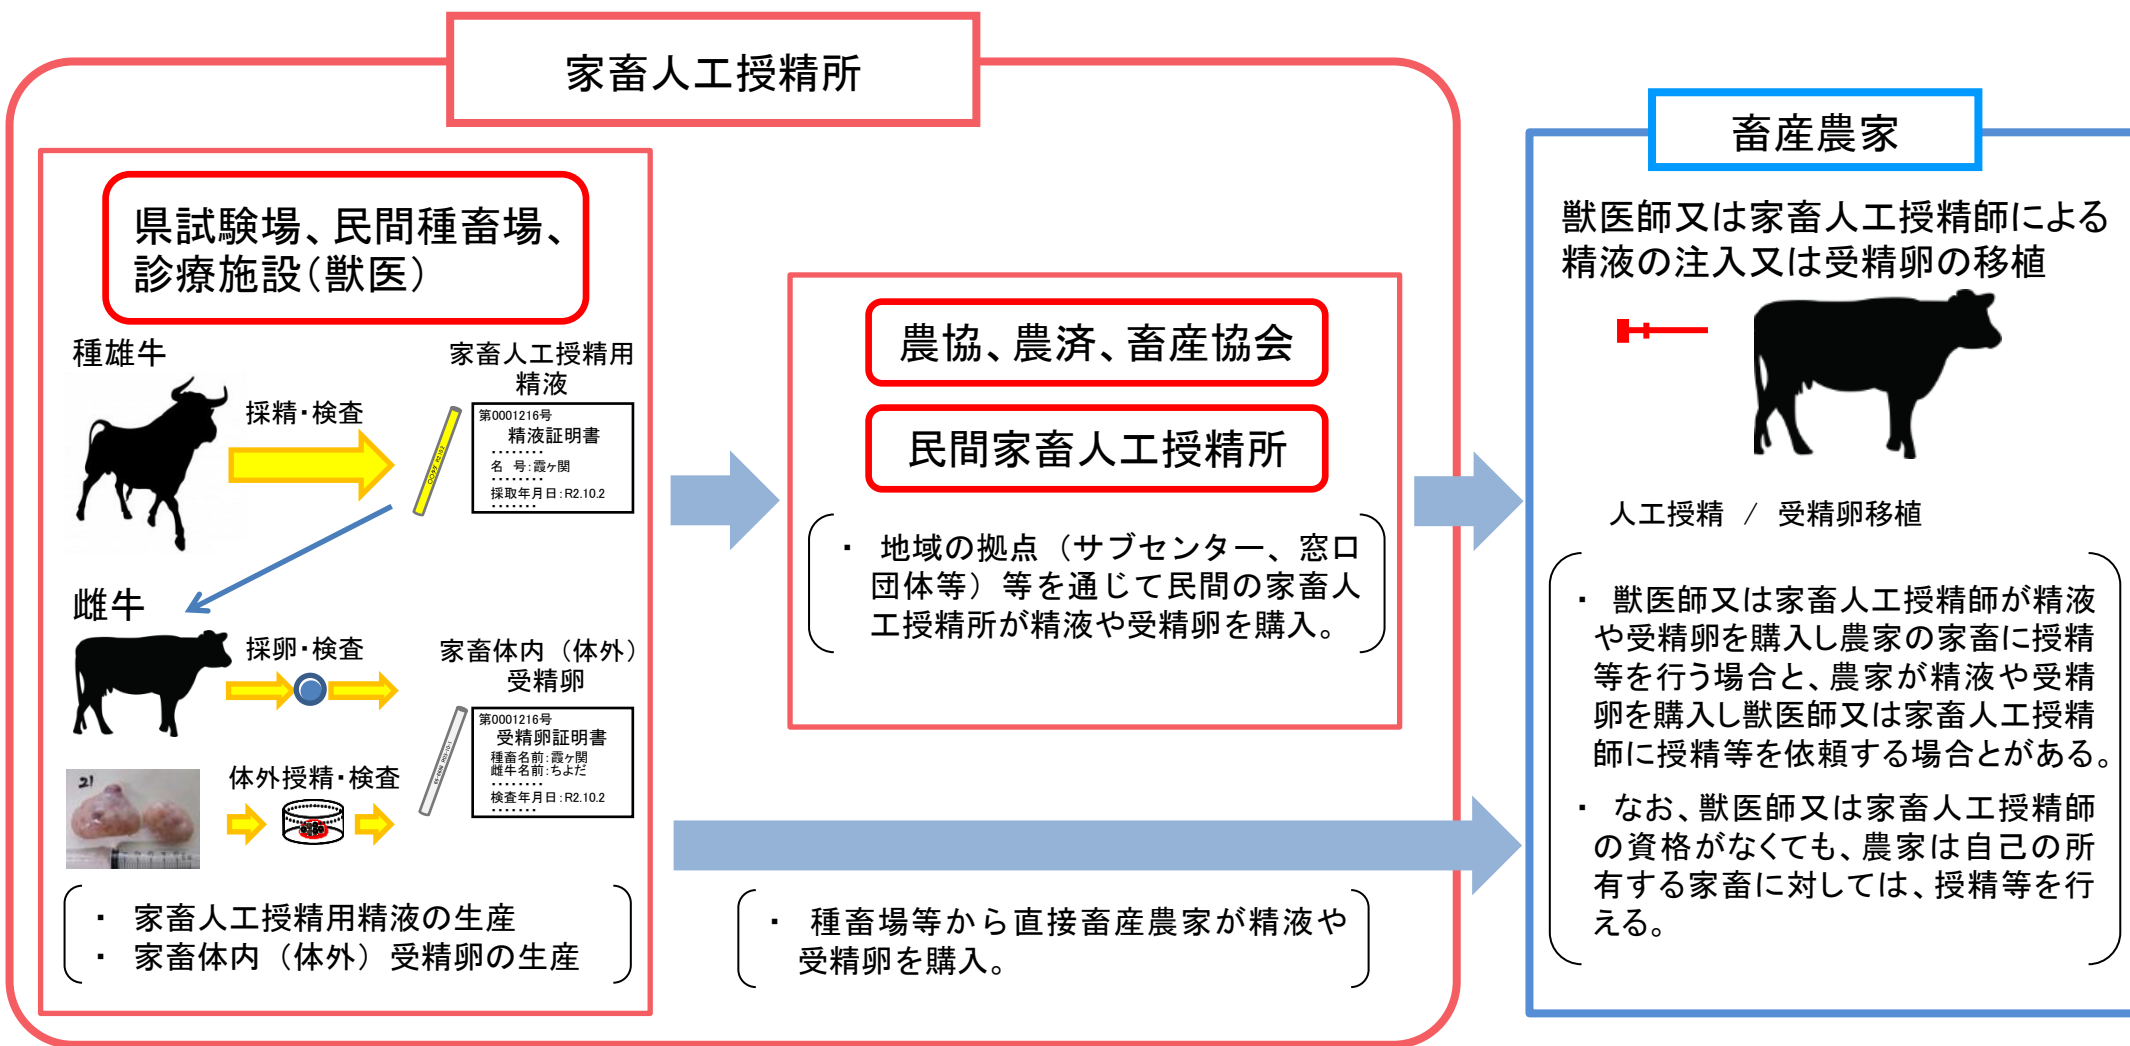 家畜人工授精所
県試験場、民間種畜場、
診療施設(獣医)
種雄牛
採精・検査
家畜人工授精用
精液
第0001216号
精液証明書
‥‥‥‥
名 号:霞ヶ関
‥‥‥‥
採取年月日:R2.10.2
‥‥‥‥
雌牛
採卵・検査
家畜体内(体外)
受精卵
第0001216号
受精卵証明書
種畜名前:霞ヶ関
雌牛名前:ちよだ
‥‥‥‥
検査年月日:R2.10.2
‥‥‥‥
21
体外授精・検査
・ 家畜人工授精用精液の生産
・ 家畜体内(体外)受精卵の生産
農協、農済、畜産協会
民間家畜人工授精所
・ 地域の拠点(サブセンター、窓口
団体等)等を通じて民間の家畜人
工授精所が精液や受精卵を購入。
・ 種畜場等から直接畜産農家が精液や
受精卵を購入。
畜産農家
獣医師又は家畜人工授精師による
精液の注入又は受精卵の移植
人工授精 / 受精卵移植
・ 獣医師又は家畜人工授精師が精液
や受精卵を購入し農家の家畜に授精
等を行う場合と、農家が精液や受精
卵を購入し獣医師又は家畜人工授精
師に授精等を依頼する場合とがある。
・ なお、獣医師又は家畜人工授精師
の資格がなくても、農家は自己の所
有する家畜に対しては、授精等を行
える。